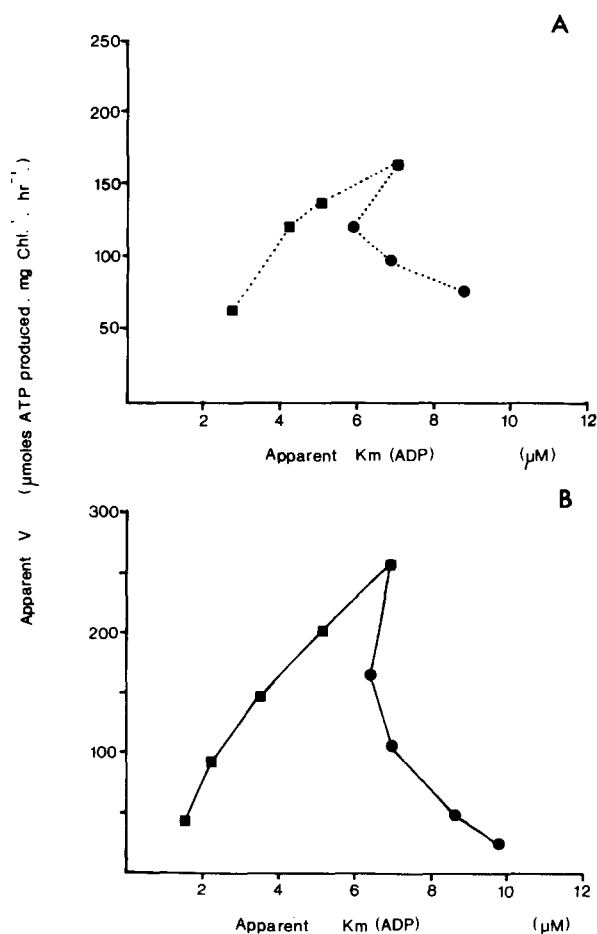 A
250
200
150
100
50
2 4 6 8 10 12
Apparent Km (ADP) (μM)
Apparent V (μmoles ATP produced . mg Chl.⁻¹. hr⁻¹.)
B
300
200
100
2 4 6 8 10 12
Apparent Km (ADP) (μM)